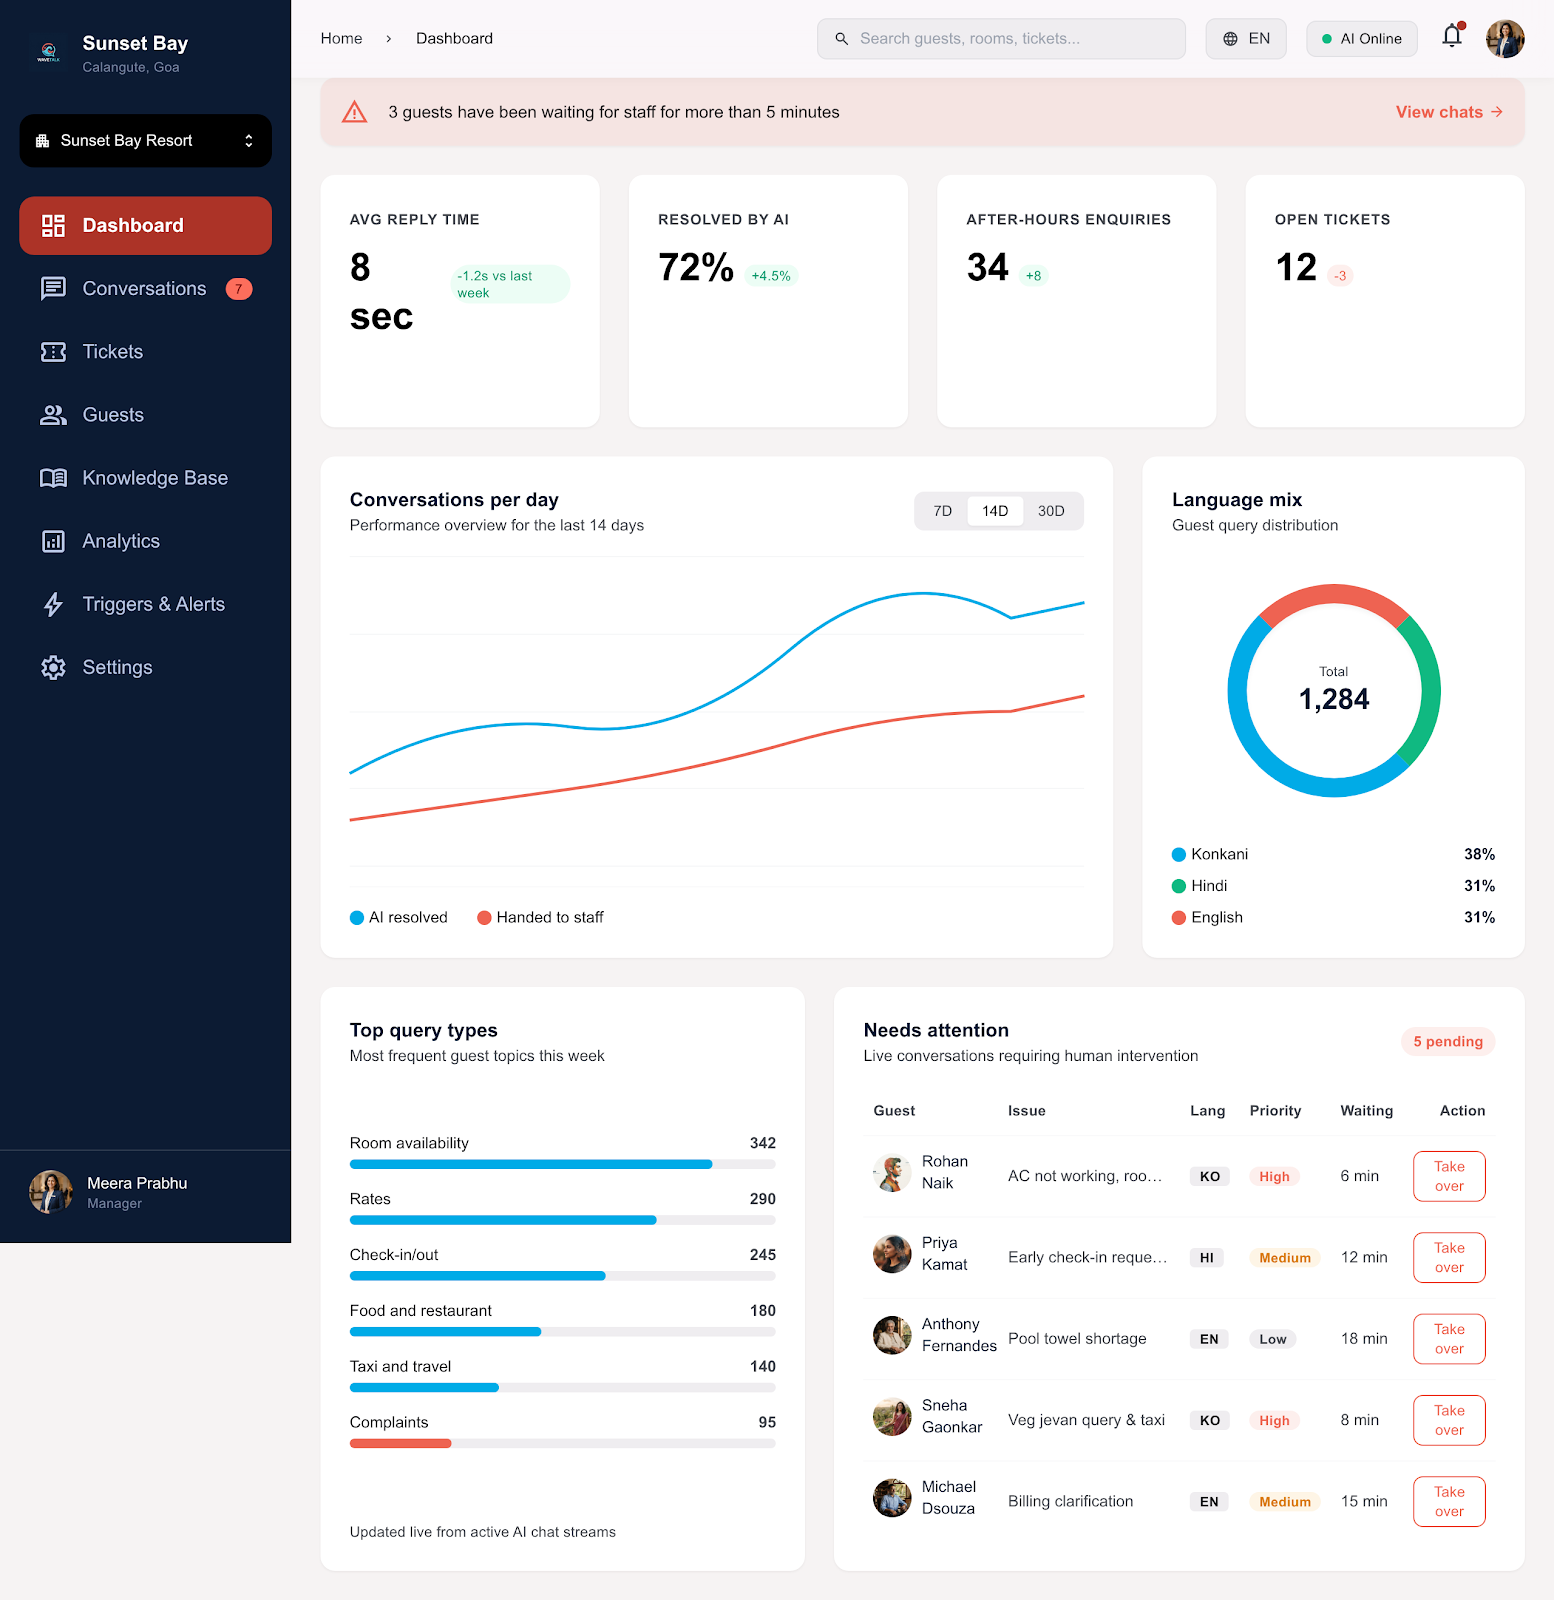 WAVETALK
Sunset Bay
Calangute, Goa
Sunset Bay Resort
Dashboard
Conversations 7
Tickets
Guests
Knowledge Base
Analytics
Triggers & Alerts
Settings
Meera Prabhu
Manager
Home › Dashboard
Search guests, rooms, tickets...
EN
AI Online
3 guests have been waiting for staff for more than 5 minutes
View chats →
AVG REPLY TIME
8
sec
-1.2s vs last
week
RESOLVED BY AI
72% +4.5%
AFTER-HOURS ENQUIRIES
34 +8
OPEN TICKETS
12 -3
Conversations per day
Performance overview for the last 14 days
7D 14D 30D
AI resolved Handed to staff
Language mix
Guest query distribution
Total
1,284
Konkani 38%
Hindi 31%
English 31%
Top query types
Most frequent guest topics this week
Room availability 342
Rates 290
Check-in/out 245
Food and restaurant 180
Taxi and travel 140
Complaints 95
Updated live from active AI chat streams
Needs attention
Live conversations requiring human intervention
5 pending
Guest Issue Lang Priority Waiting Action
Rohan
Naik
AC not working, roo… KO High 6 min
Take
over
Priya
Kamat
Early check-in reque… HI Medium 12 min
Take
over
Anthony
Fernandes
Pool towel shortage EN Low 18 min
Take
over
Sneha
Gaonkar
Veg jevan query & taxi KO High 8 min
Take
over
Michael
Dsouza
Billing clarification EN Medium 15 min
Take
over